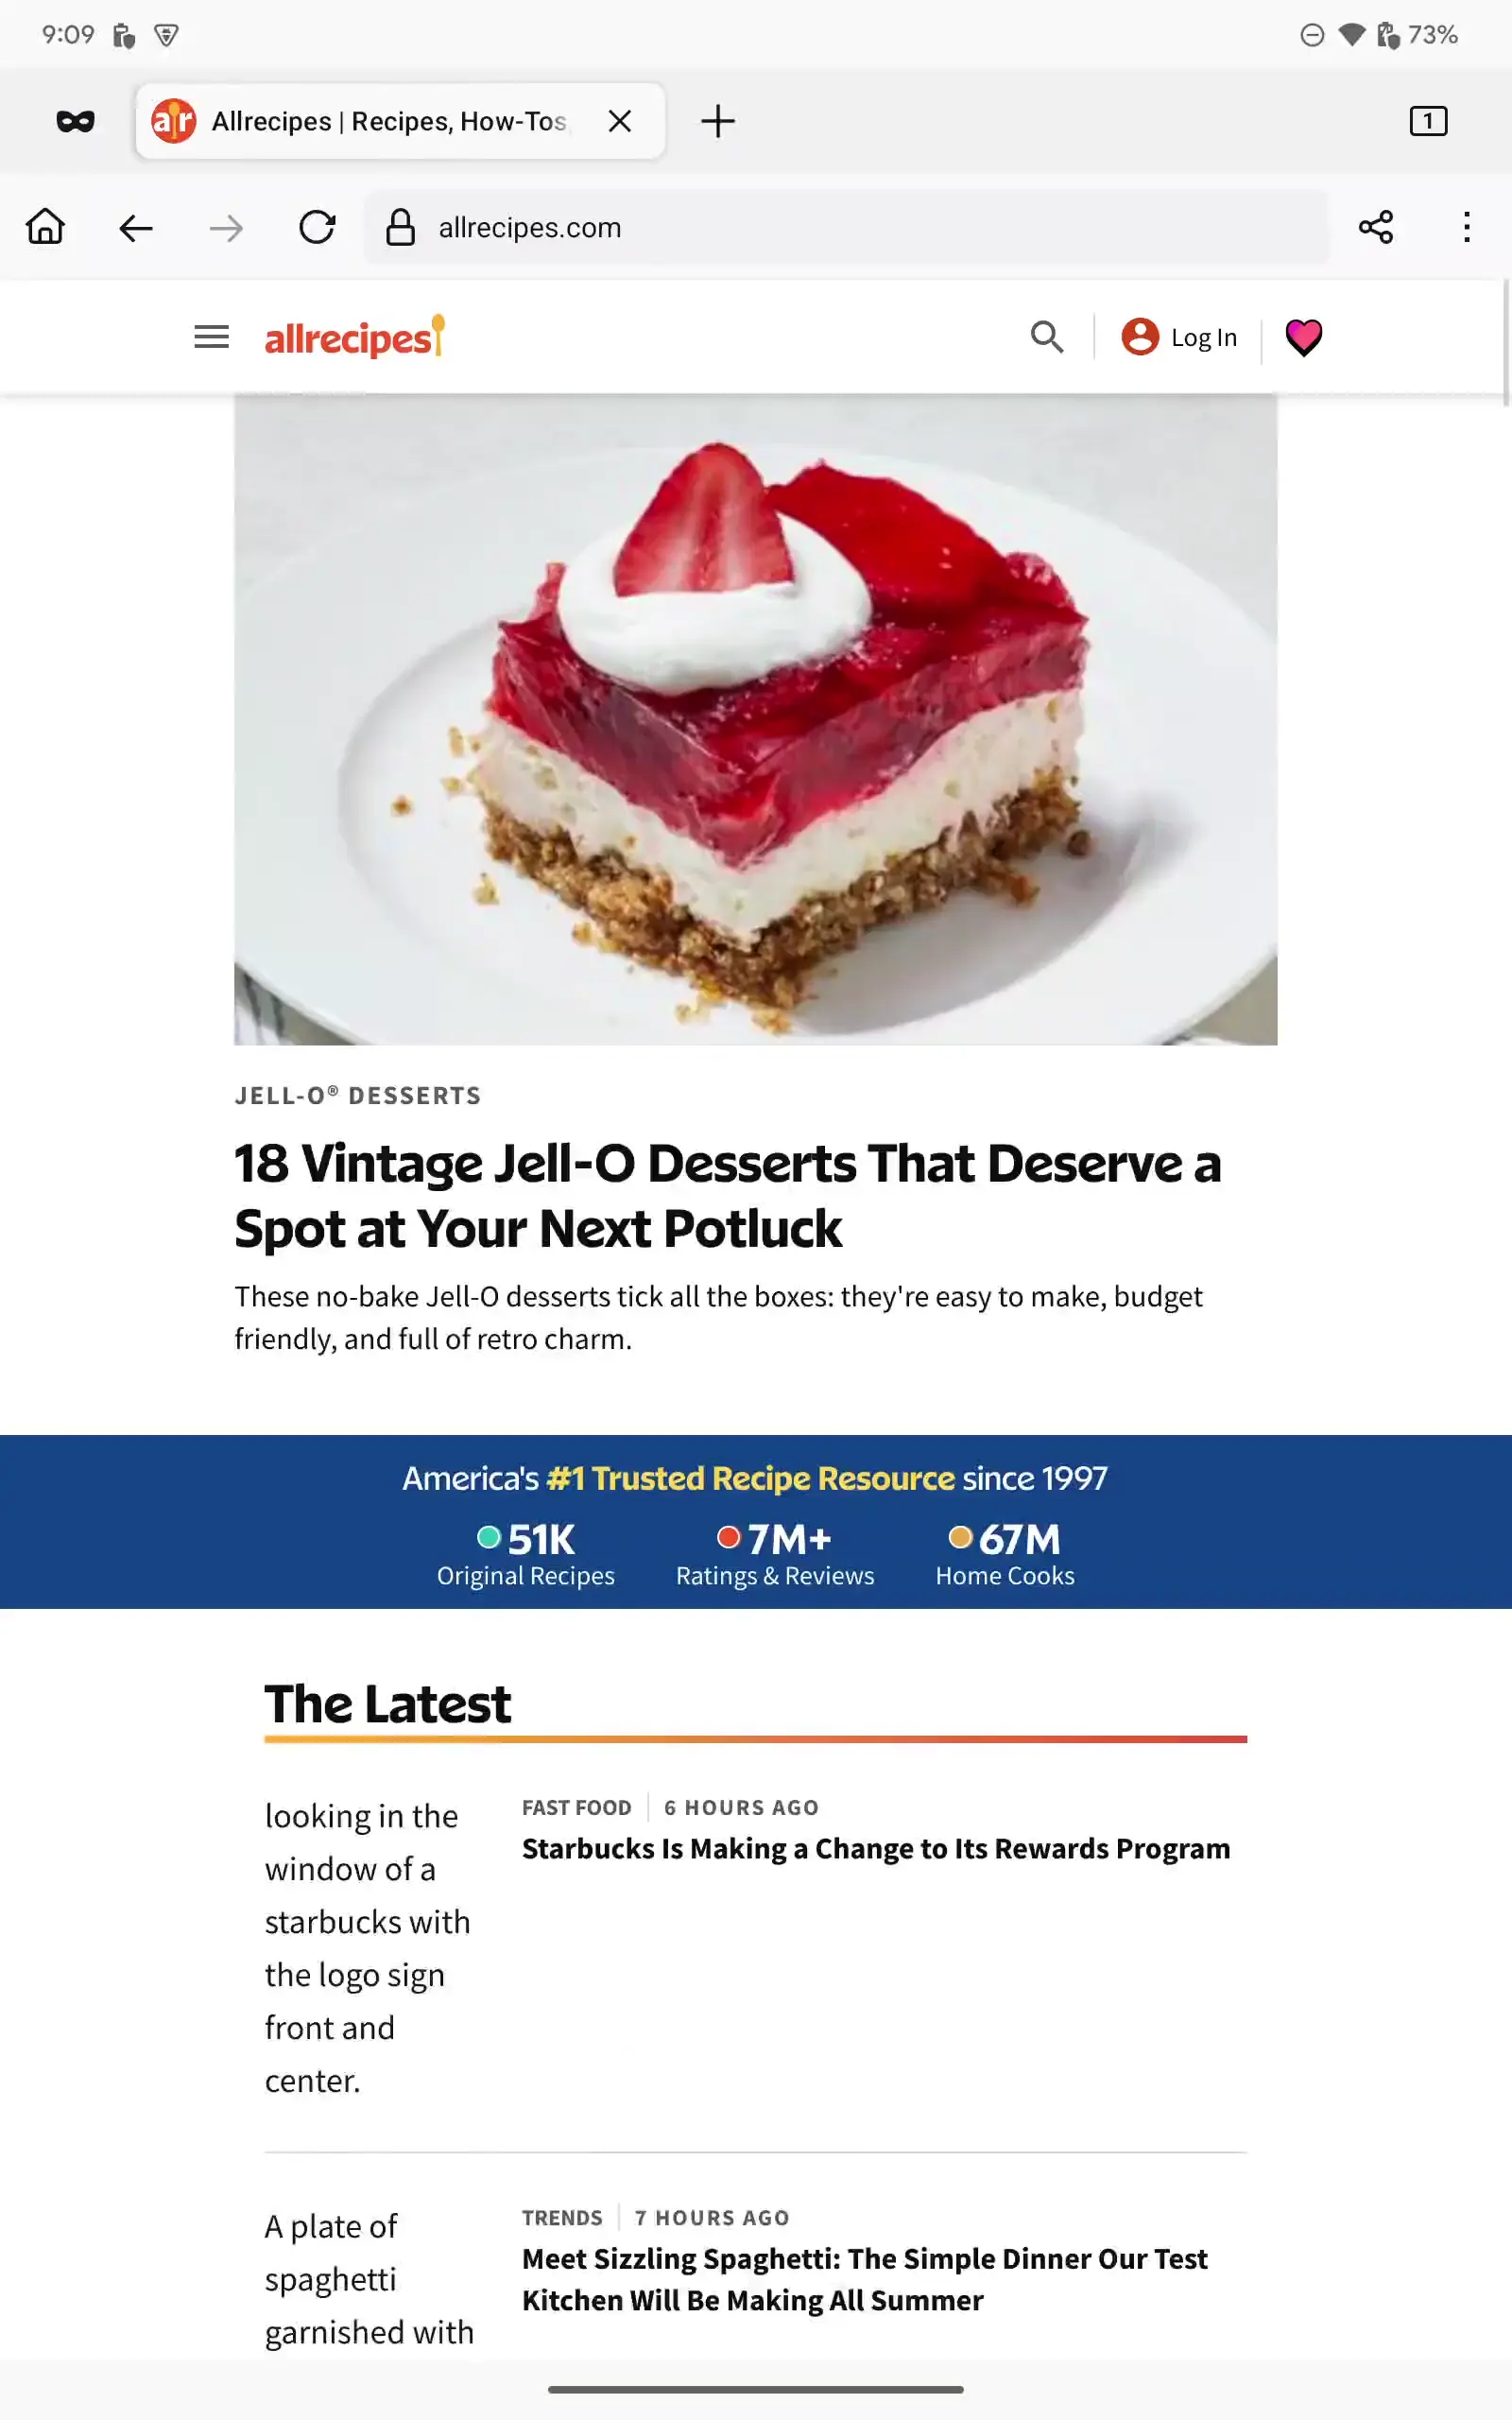 9:09
73%
Allrecipes | Recipes, How-Tos
1
allrecipes.com
allrecipes
Log In
JELL-O® DESSERTS
18 Vintage Jell-O Desserts That Deserve a
Spot at Your Next Potluck
These no-bake Jell-O desserts tick all the boxes: they're easy to make, budget
friendly, and full of retro charm.
America's #1 Trusted Recipe Resource since 1997
51K
Original Recipes
7M+
Ratings & Reviews
67M
Home Cooks
The Latest
looking in the
window of a
starbucks with
the logo sign
front and
center.
FAST FOOD
6 HOURS AGO
Starbucks Is Making a Change to Its Rewards Program
A plate of
spaghetti
garnished with
TRENDS
7 HOURS AGO
Meet Sizzling Spaghetti: The Simple Dinner Our Test
Kitchen Will Be Making All Summer